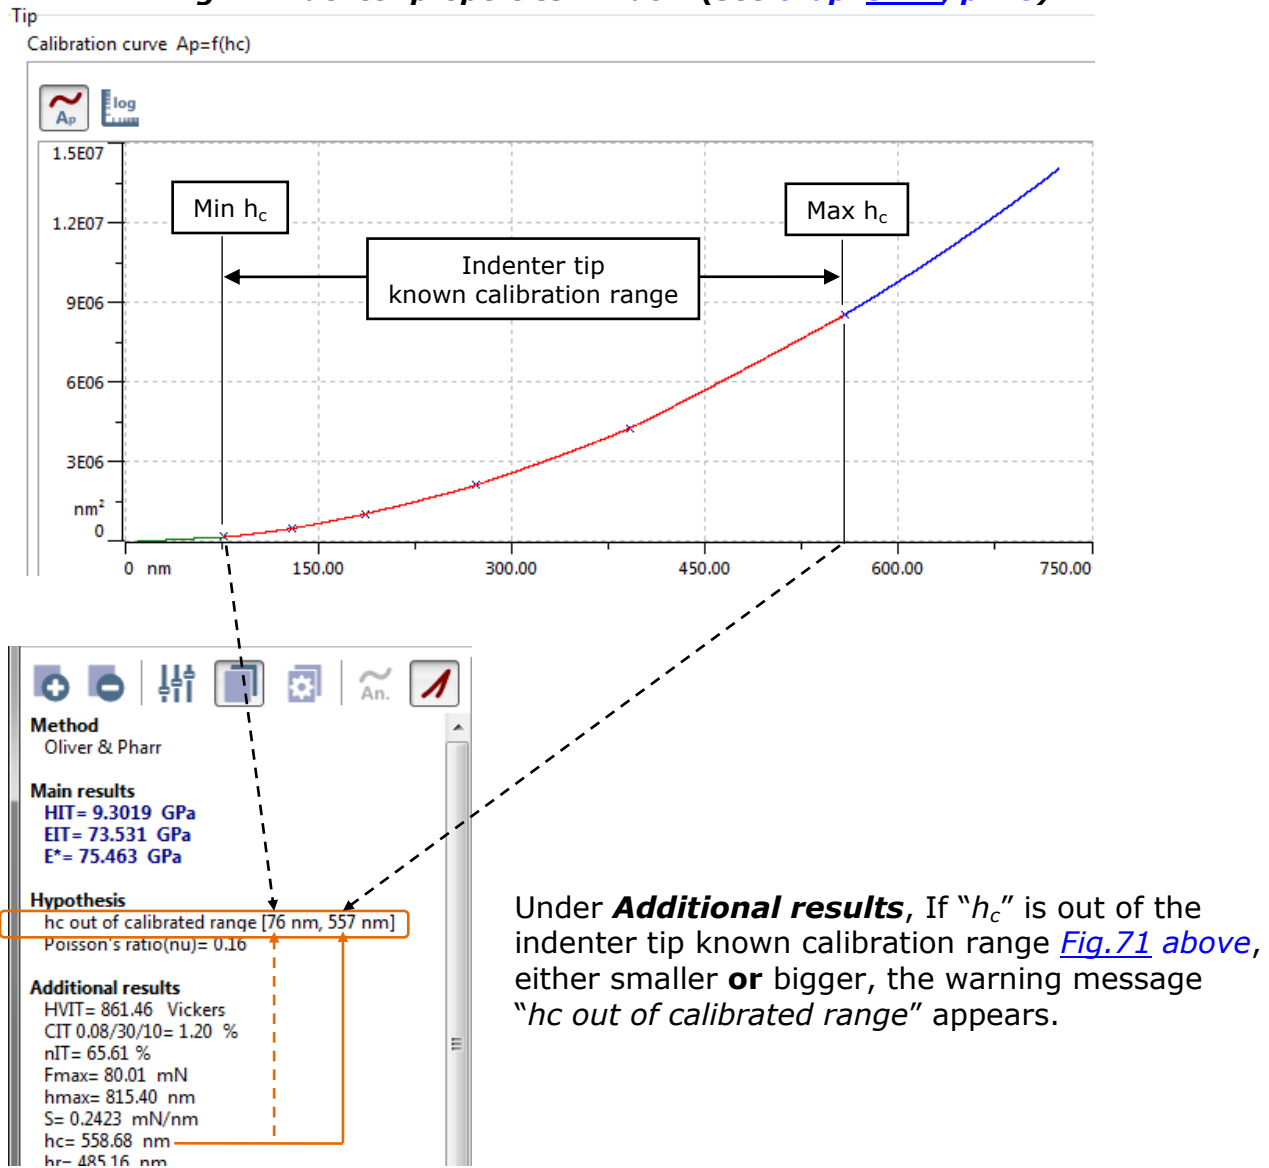 Tip
Calibration curve Ap=f(hc)
Ap
log
1.5E07
Min hc
Max hc
1.2E07
Indenter tip
known calibration range
9E06
6E06
3E06
nm²
0
0 nm 150.00 300.00 450.00 600.00 750.00
An.
Method
Oliver & Pharr
Main results
HIT= 9.3019 GPa
EIT= 73.531 GPa
E*= 75.463 GPa
Hypothesis
hc out of calibrated range [76 nm, 557 nm]
Poisson's ratio(nu)= 0.16
Additional results
HVIT= 861.46 Vickers
CIT 0.08/30/10= 1.20 %
nIT= 65.61 %
Fmax= 80.01 mN
hmax= 815.40 nm
S= 0.2423 mN/nm
hc= 558.68 nm
hr= 485.16 nm
Under Additional results, If “hc” is out of the
indenter tip known calibration range Fig.71 above,
either smaller or bigger, the warning message
“hc out of calibrated range” appears.